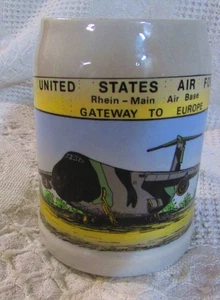 UNITED STATES AIR
Rhein-Main Air Base
GATEWAY TO EUROPE